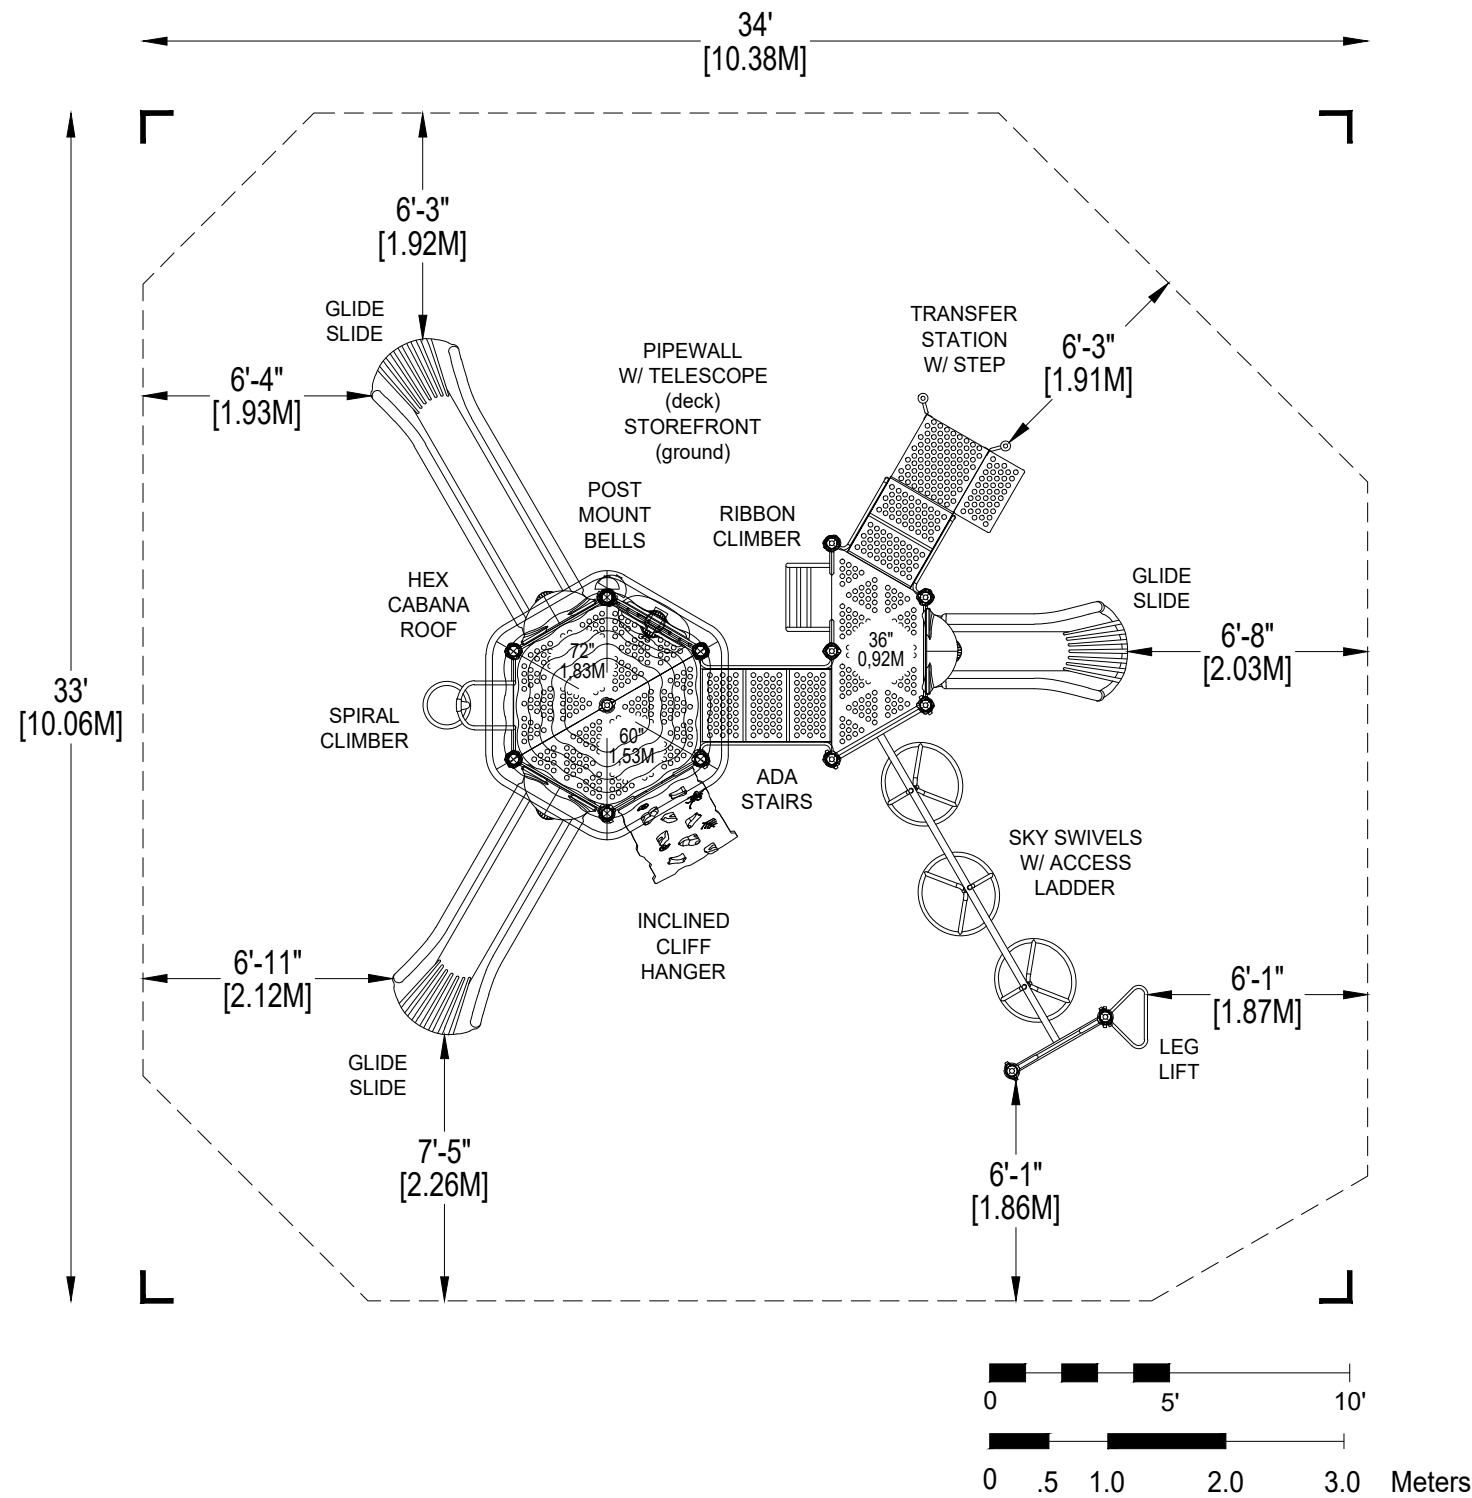 34'
[10.38M]
6'-3"
[1.92M]
GLIDE
SLIDE
TRANSFER
STATION
W/ STEP
6'-3"
[1.91M]
PIPEWALL
W/ TELESCOPE
(deck)
STOREFRONT
(ground)
6'-4"
[1.93M]
POST
MOUNT
BELLS
RIBBON
CLIMBER
HEX
CABANA
ROOF
GLIDE
SLIDE
36"
0,92M
6'-8"
[2.03M]
72"
1,83M
33'
[10.06M]
SPIRAL
CLIMBER
60"
1,53M
ADA
STAIRS
SKY SWIVELS
W/ ACCESS
LADDER
INCLINED
CLIFF
HANGER
6'-11"
[2.12M]
6'-1"
[1.87M]
GLIDE
SLIDE
LEG
LIFT
7'-5"
[2.26M]
6'-1"
[1.86M]
0 5' 10'
0 .5 1.0 2.0 3.0 Meters